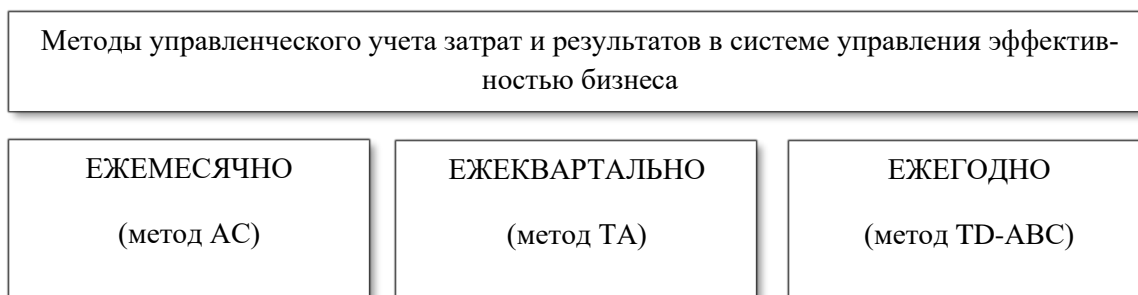 Методы управленческого учета затрат и результатов в системе управления эффектив-
ностью бизнеса
ЕЖЕМЕСЯЧНО
(метод АС)
ЕЖЕКВАРТАЛЬНО
(метод ТА)
ЕЖЕГОДНО
(метод TD-ABC)